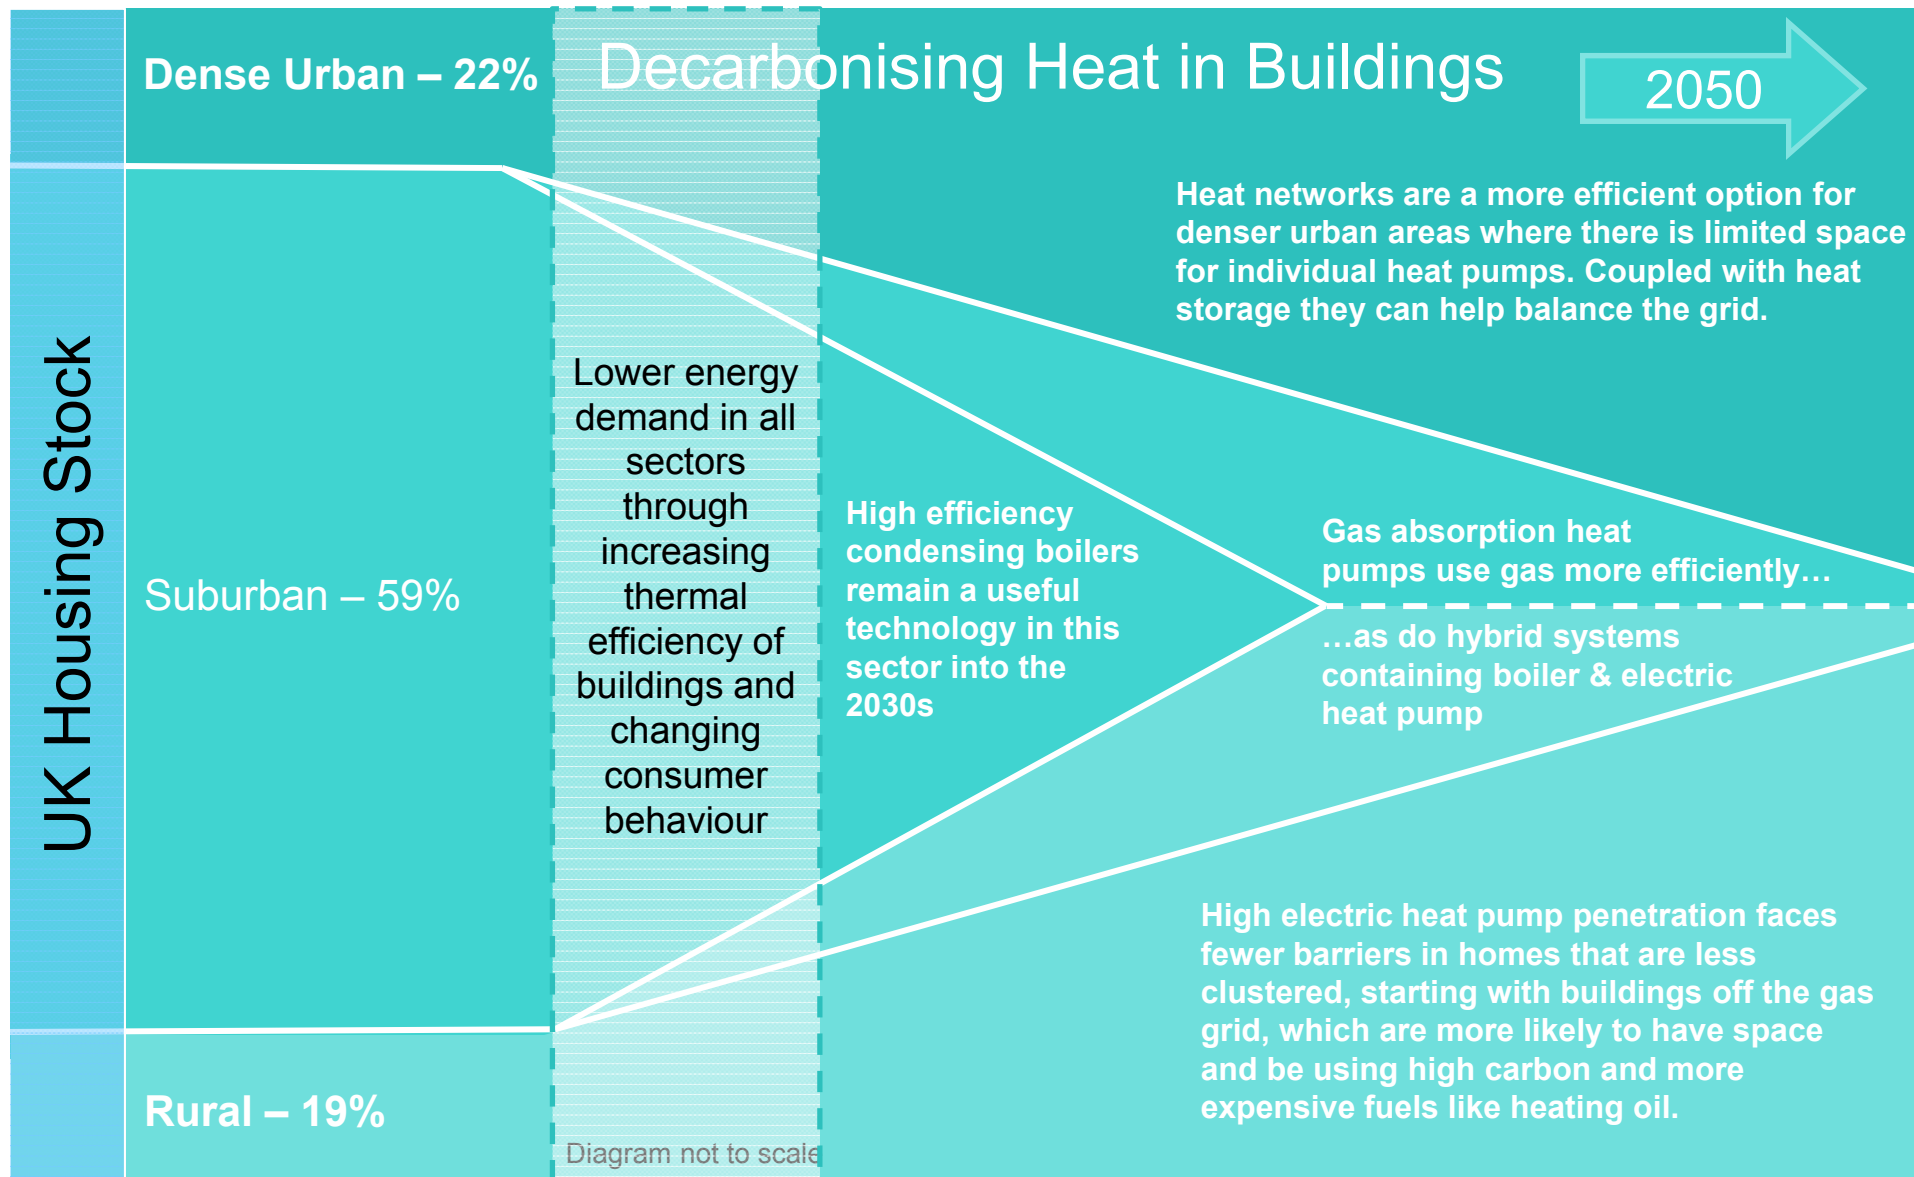 Decarbonising Heat in Buildings
2050
UK Housing Stock
Dense Urban – 22%
Suburban – 59%
Rural – 19%
Lower energy
demand in all
sectors
through
increasing
thermal
efficiency of
buildings and
changing
consumer
behaviour
Diagram not to scale
Heat networks are a more efficient option for
denser urban areas where there is limited space
for individual heat pumps. Coupled with heat
storage they can help balance the grid.
High efficiency
condensing boilers
remain a useful
technology in this
sector into the
2030s
Gas absorption heat
pumps use gas more efficiently…
…as do hybrid systems
containing boiler & electric
heat pump
High electric heat pump penetration faces
fewer barriers in homes that are less
clustered, starting with buildings off the gas
grid, which are more likely to have space
and be using high carbon and more
expensive fuels like heating oil.